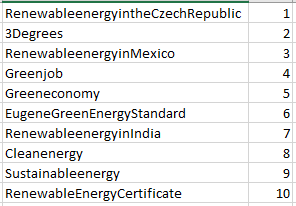 RenewableenergyintheCzechRepublic 1
3Degrees 2
RenewableenergyinMexico 3
Greenjob 4
Greeneconomy 5
EugeneGreenEnergyStandard 6
RenewableenergyinIndia 7
Cleanenergy 8
Sustainableenergy 9
RenewableEnergyCertificate 10